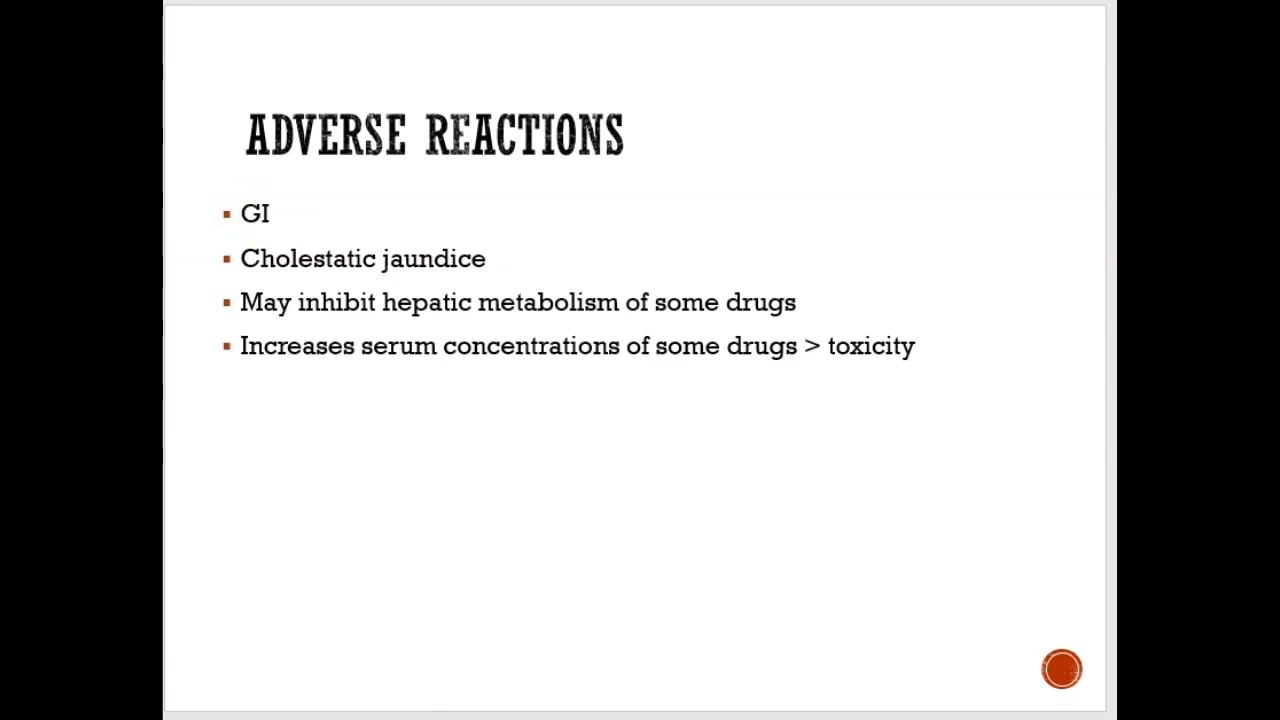 ADVERSE REACTIONS
▪ GI
▪ Cholestatic jaundice
▪ May inhibit hepatic metabolism of some drugs
▪ Increases serum concentrations of some drugs > toxicity